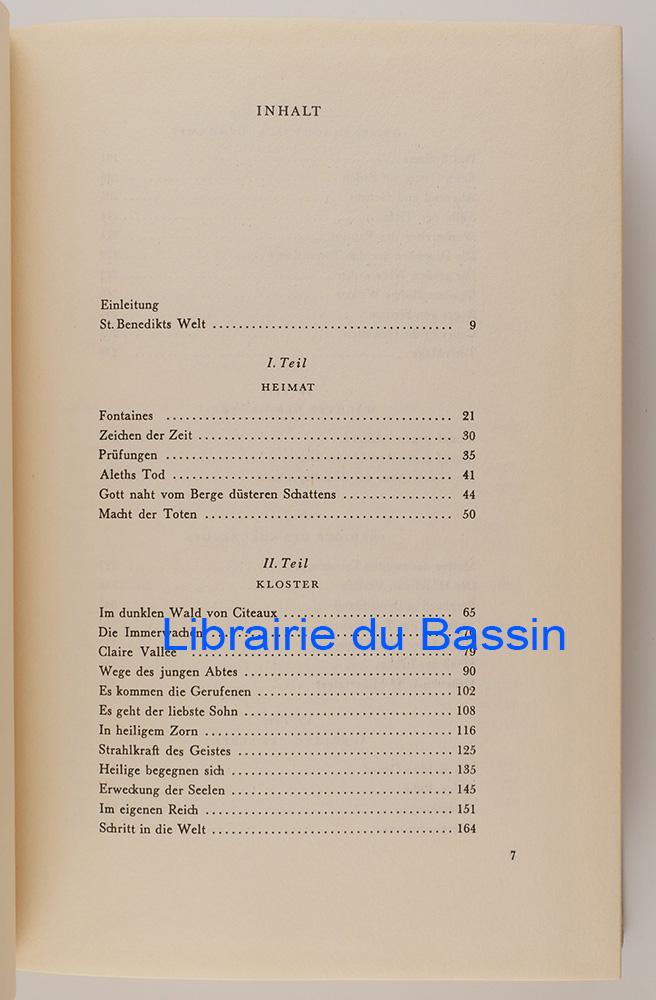 INHALT
Einleitung
St. Benedikts Welt ..................................... 9
I. Teil
HEIMAT
Fontaines ............................................ 21
Zeichen der Zeit ....................................... 30
Prüfungen ............................................. 35
Aleths Tod ........................................... 41
Gott naht vom Berge düsteren Schattens ................. 44
Macht der Toten ...................................... 50
II. Teil
KLOSTER
Im dunklen Wald von Citeaux ........................... 65
Die Immerwachen
Librairie du Bassin
Claire Vallée ........................................ 79
Wege des jungen Abtes ................................. 90
Es kommen die Gerufenen .............................. 102
Es geht der liebste Sohn ................................ 108
In heiligem Zorn ....................................... 116
Strahlkraft des Geistes .................................. 125
Heilige begegnen sich .................................. 135
Erweckung der Seelen .................................. 145
Im eigenen Reich ...................................... 151
Schritt in die Welt ..................................... 164
7